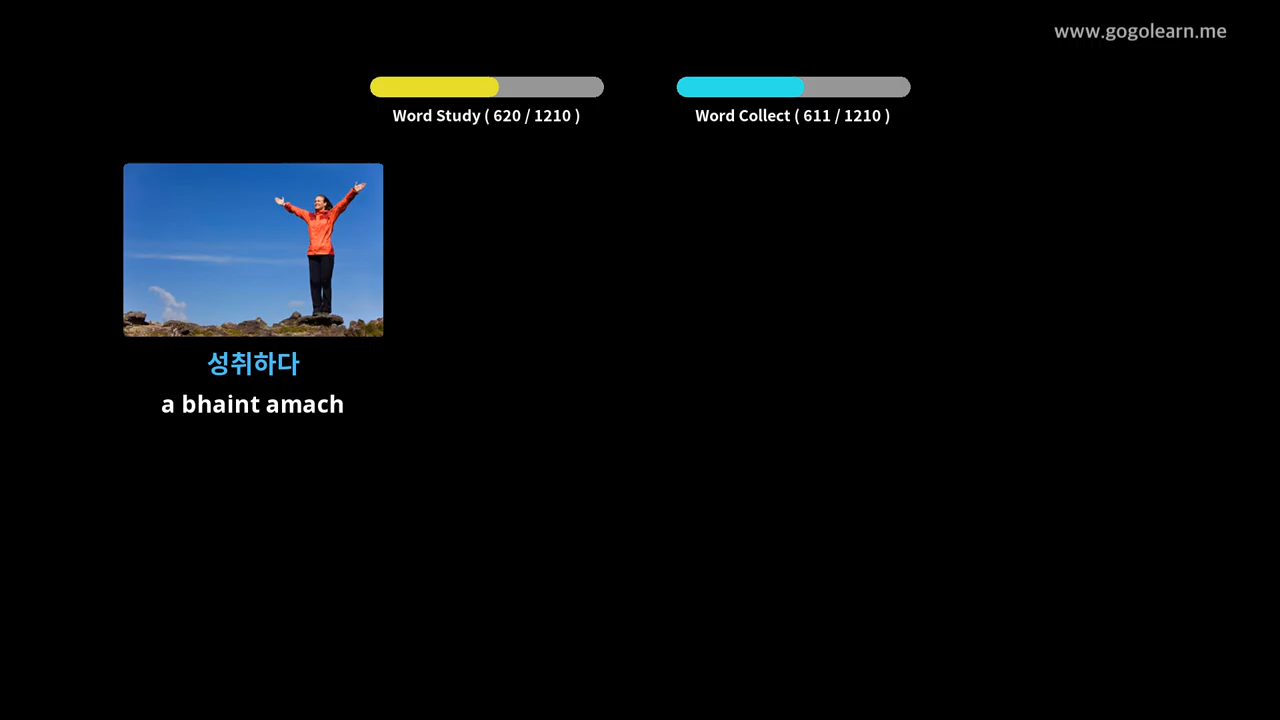 www.gogolearn.me
Word Study ( 620 / 1210 )
Word Collect ( 611 / 1210 )
성취하다
a bhaint amach